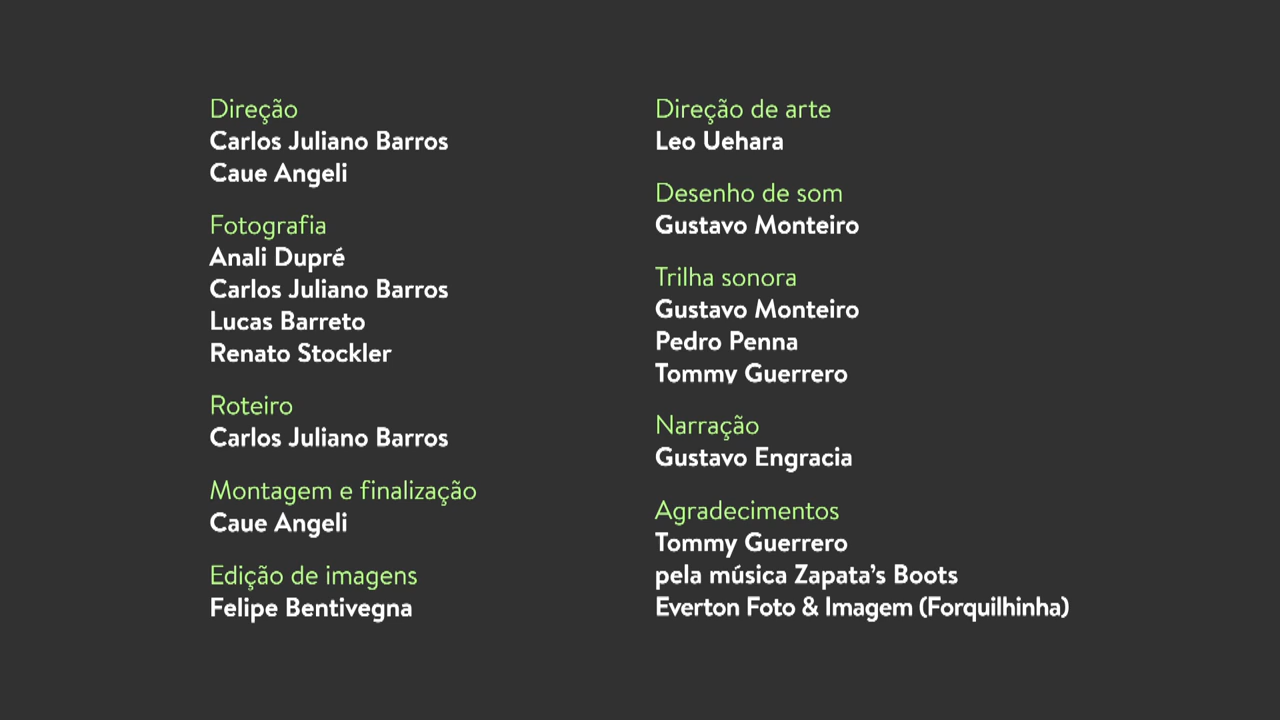 Direção
Carlos Juliano Barros
Caue Angeli
Fotografia
Anali Dupré
Carlos Juliano Barros
Lucas Barreto
Renato Stockler
Roteiro
Carlos Juliano Barros
Montagem e finalização
Caue Angeli
Edição de imagens
Felipe Bentivegna
Direção de arte
Leo Uehara
Desenho de som
Gustavo Monteiro
Trilha sonora
Gustavo Monteiro
Pedro Penna
Tommy Guerrero
Narração
Gustavo Engracia
Agradecimentos
Tommy Guerrero
pela música Zapata’s Boots
Everton Foto & Imagem (Forquilhinha)